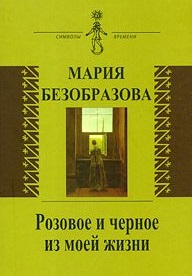 СИМВОЛЫ ВРЕМЕНИ
МАРИЯ
БЕЗОБРАЗОВА
Розовое и черное
из моей жизни